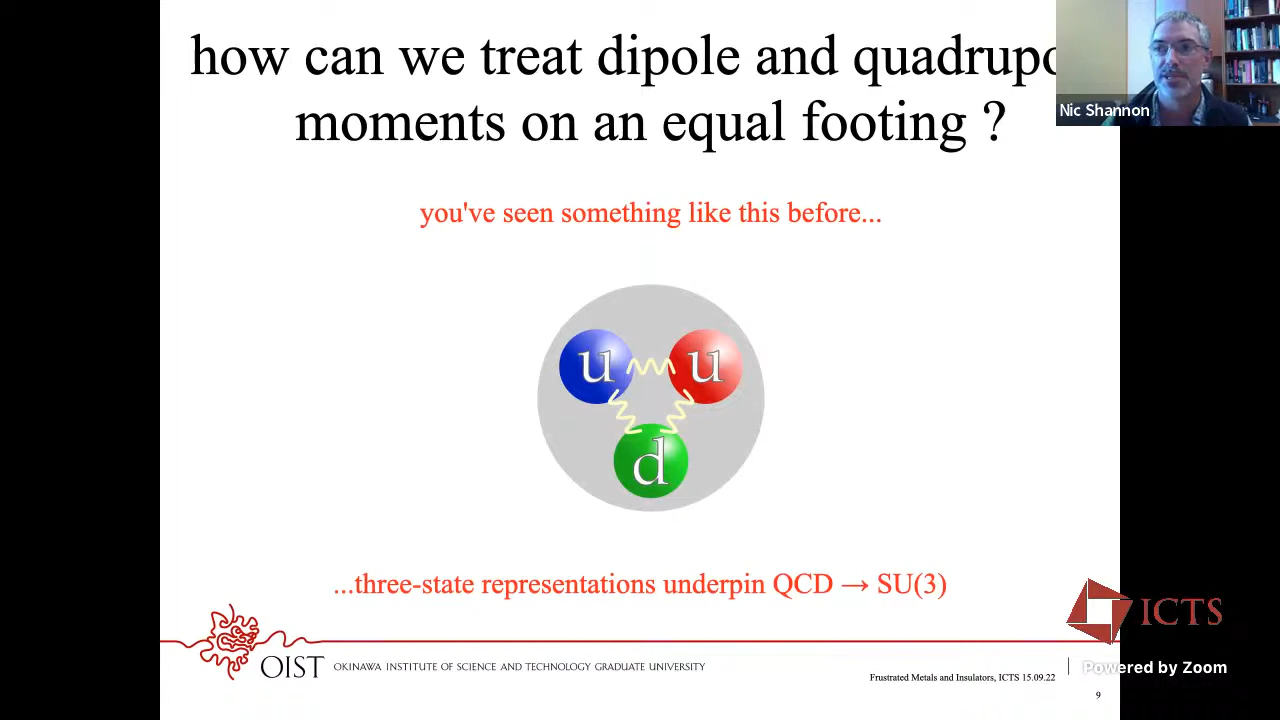 how can we treat dipole and quadrupo
moments on an equal footing ?
Nic Shannon
you've seen something like this before...
u u
d
...three-state representations underpin QCD → SU(3)
ICTS
OIST OKINAWA INSTITUTE OF SCIENCE AND TECHNOLOGY GRADUATE UNIVERSITY
Powered by Zoom
Frustrated Metals and Insulators, ICTS 15.09.22
9